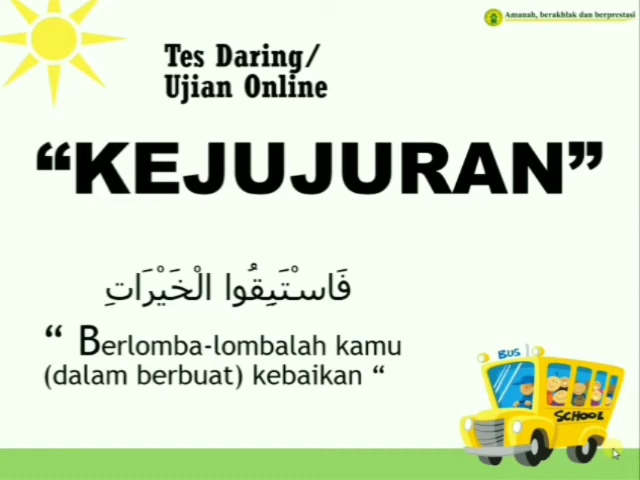 Amanah, berakhlak dan berprestasi
Tes Daring/
Ujian Online
“KEJUJURAN”
فَاسْتَبِقُوا الْخَيْرَاتِ
“ Berlomba-lombalah kamu
(dalam berbuat) kebaikan “
BUS
SCHOOL